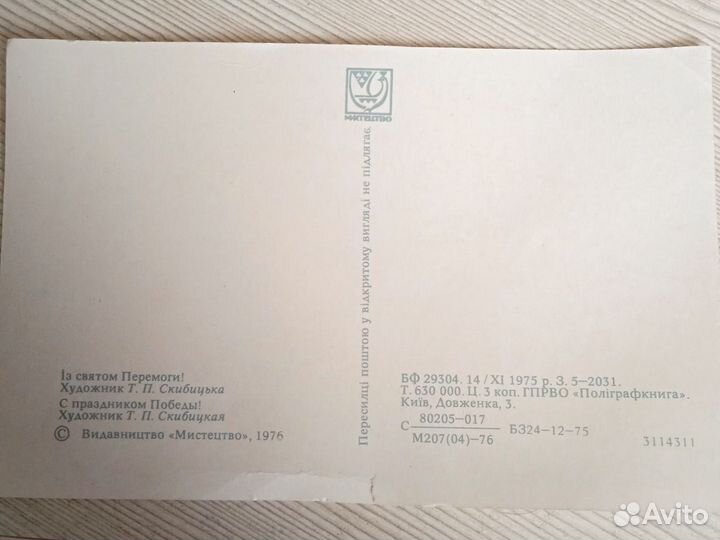 МИСТЕЦТВО
Пересилці поштою у відкритому вигляді не підлягає.
Із святом Перемоги!
Художник Т. П. Скибицька
С праздником Победы!
Художник Т. П. Скибицкая
© Видавництво «Мистецтво», 1976
БФ 29304. 14/XI 1975 р. З. 5—2031.
Т. 630 000. Ц. 3 коп. ГПРВО «Поліграфкнига».
Київ, Довженка, 3.
С 80205—017
М207(04)—76
БЗ24—12—75
3114311
Avito